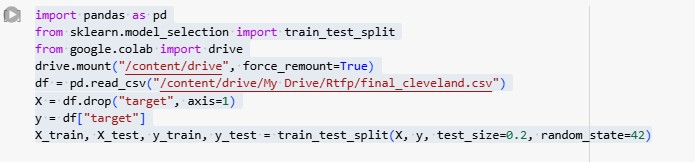 import pandas as pd
from sklearn.model_selection import train_test_split
from google.colab import drive
drive.mount("/content/drive", force_remount=True)
df = pd.read_csv("/content/drive/My Drive/Rtfp/final_cleveland.csv")
X = df.drop("target", axis=1)
y = df["target"]
X_train, X_test, y_train, y_test = train_test_split(X, y, test_size=0.2, random_state=42)